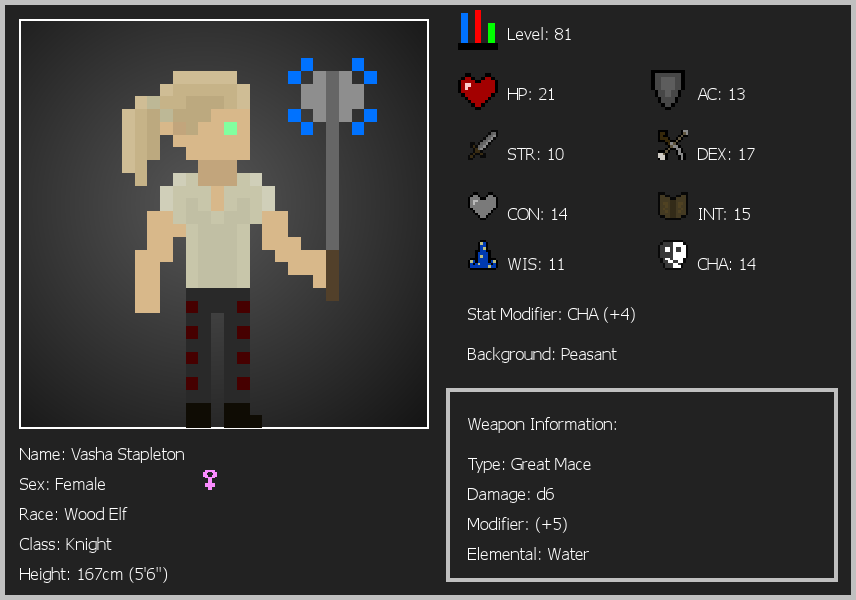 Level: 81
HP: 21
AC: 13
STR: 10
DEX: 17
CON: 14
INT: 15
WIS: 11
CHA: 14
Stat Modifier: CHA (+4)
Background: Peasant
Weapon Information:
Type: Great Mace
Damage: d6
Modifier: (+5)
Elemental: Water
Name: Vasha Stapleton
Sex: Female
Race: Wood Elf
Class: Knight
Height: 167cm (5'6")